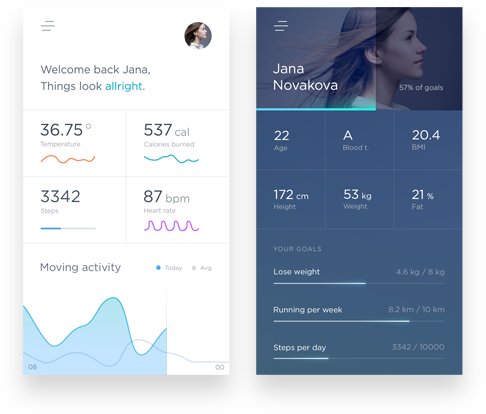 Welcome back Jana,
Things look allright.
36.75 °
Temperature
537 cal
Calories burned
3342
Steps
87 bpm
Heart rate
Moving activity
Today
Avg
08
00
Jana
Novakova
57% of goals
22
Age
A
Blood t.
20.4
BMI
172 cm
Height
53 kg
Weight
21 %
Fat
YOUR GOALS
Lose weight
4.6 kg / 8 kg
Running per week
8.2 km / 10 km
Steps per day
3342 / 10000